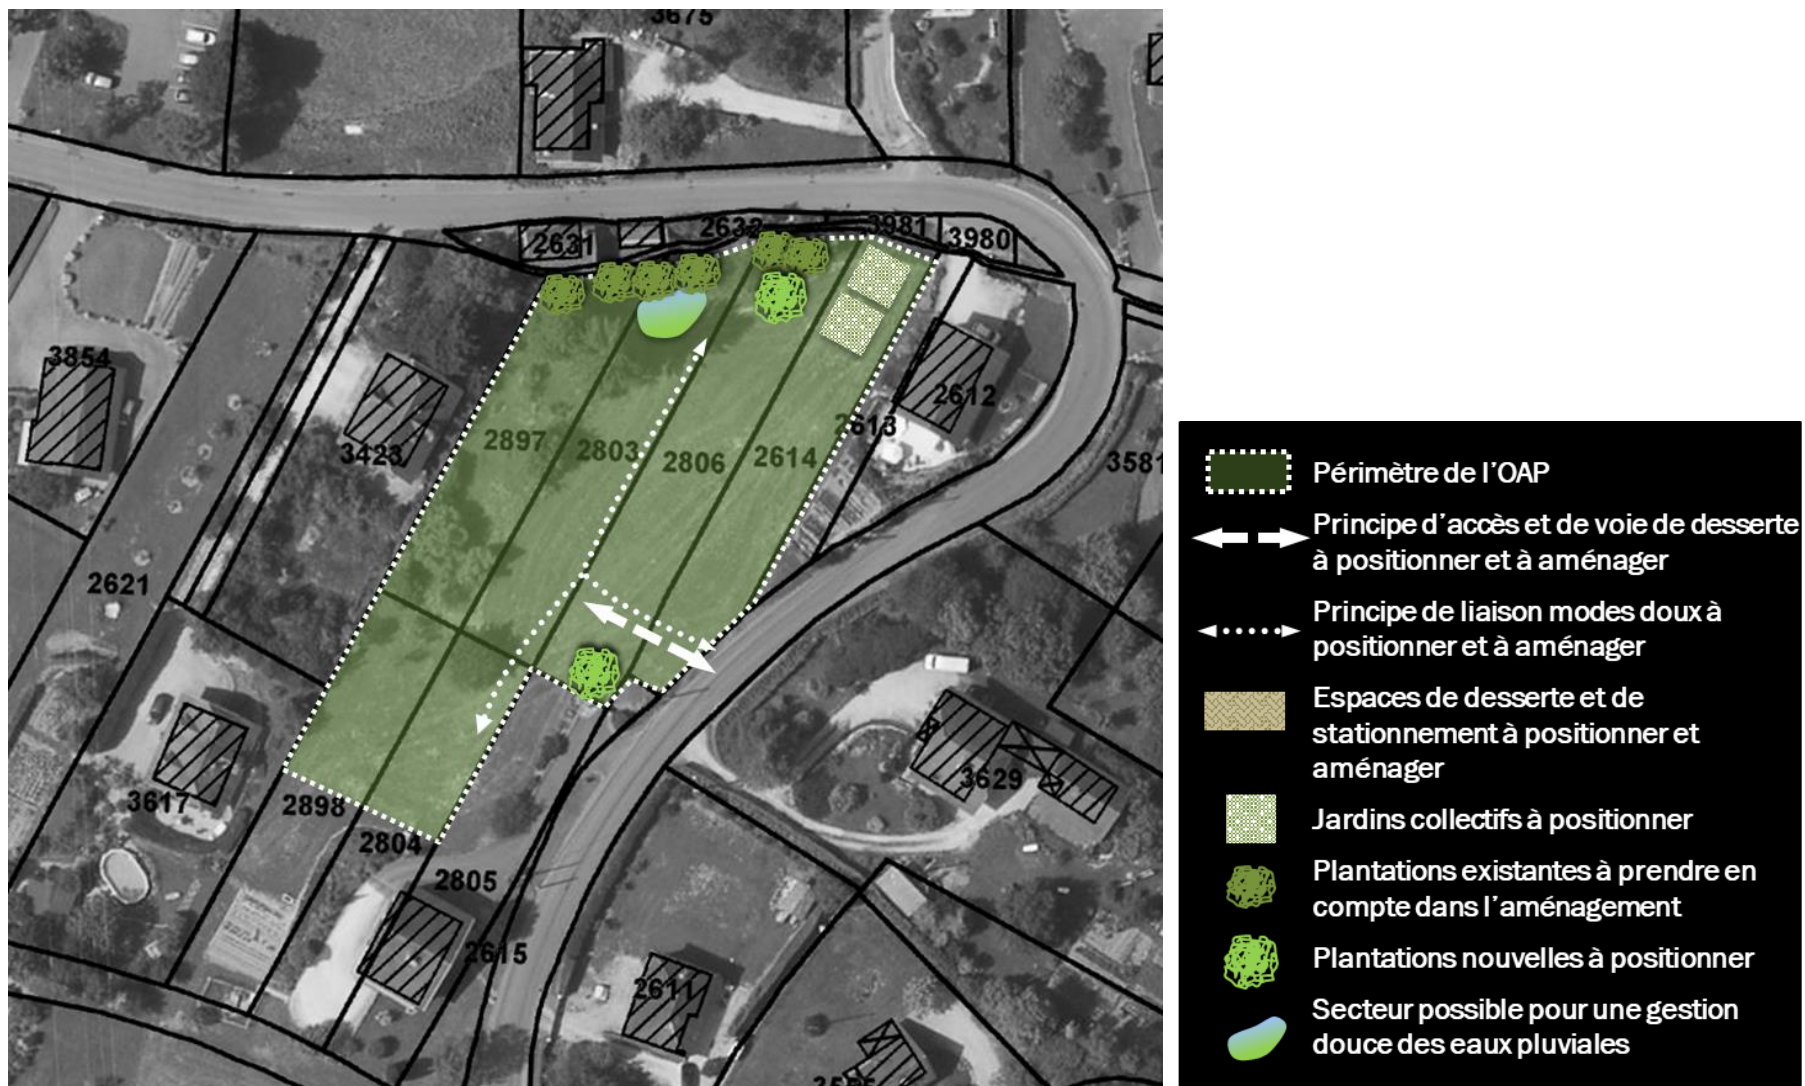 3675
2631
2632
3981
3980
3854
3423
2897
2803
2806
2614
2613
2612
3581
2621
3617
2898
2804
2805
2615
3629
2611
Périmètre de l'OAP
Principe d'accès et de voie de desserte
à positionner et à aménager
Principe de liaison modes doux à
positionner et à aménager
Espaces de desserte et de
stationnement à positionner et
aménager
Jardins collectifs à positionner
Plantations existantes à prendre en
compte dans l'aménagement
Plantations nouvelles à positionner
Secteur possible pour une gestion
douce des eaux pluviales